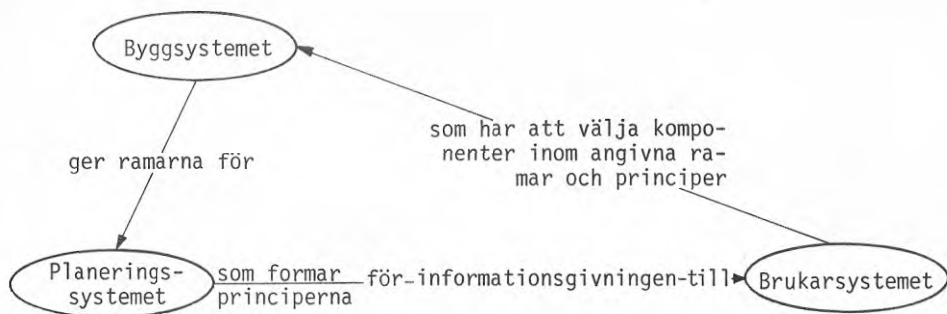 Byggsystemet
ger ramarna för
som har att välja kompo-
nenter inom angivna ra-
mar och principer
Planerings-
systemet
som formar
principerna
för-informationsgivningen-till
Brukarsystemet